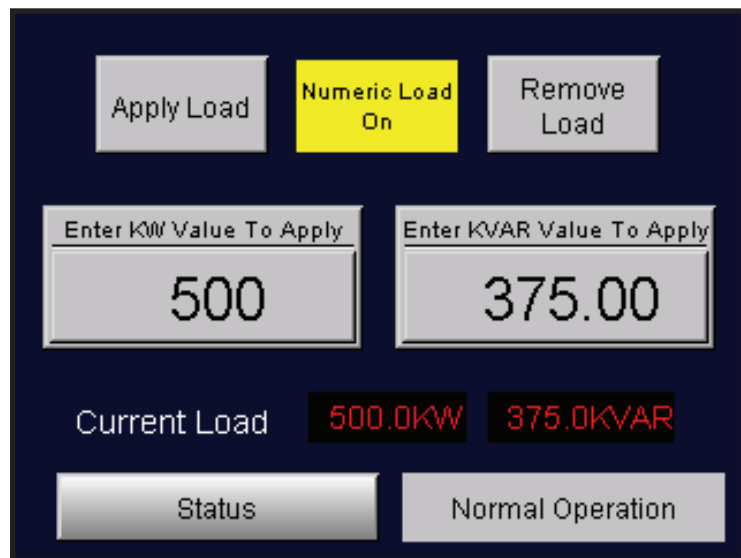 Apply Load
Numeric Load
On
Remove
Load
Enter KW Value To Apply
500
Enter KVAR Value To Apply
375.00
Current Load 500.0KW 375.0KVAR
Status
Normal Operation